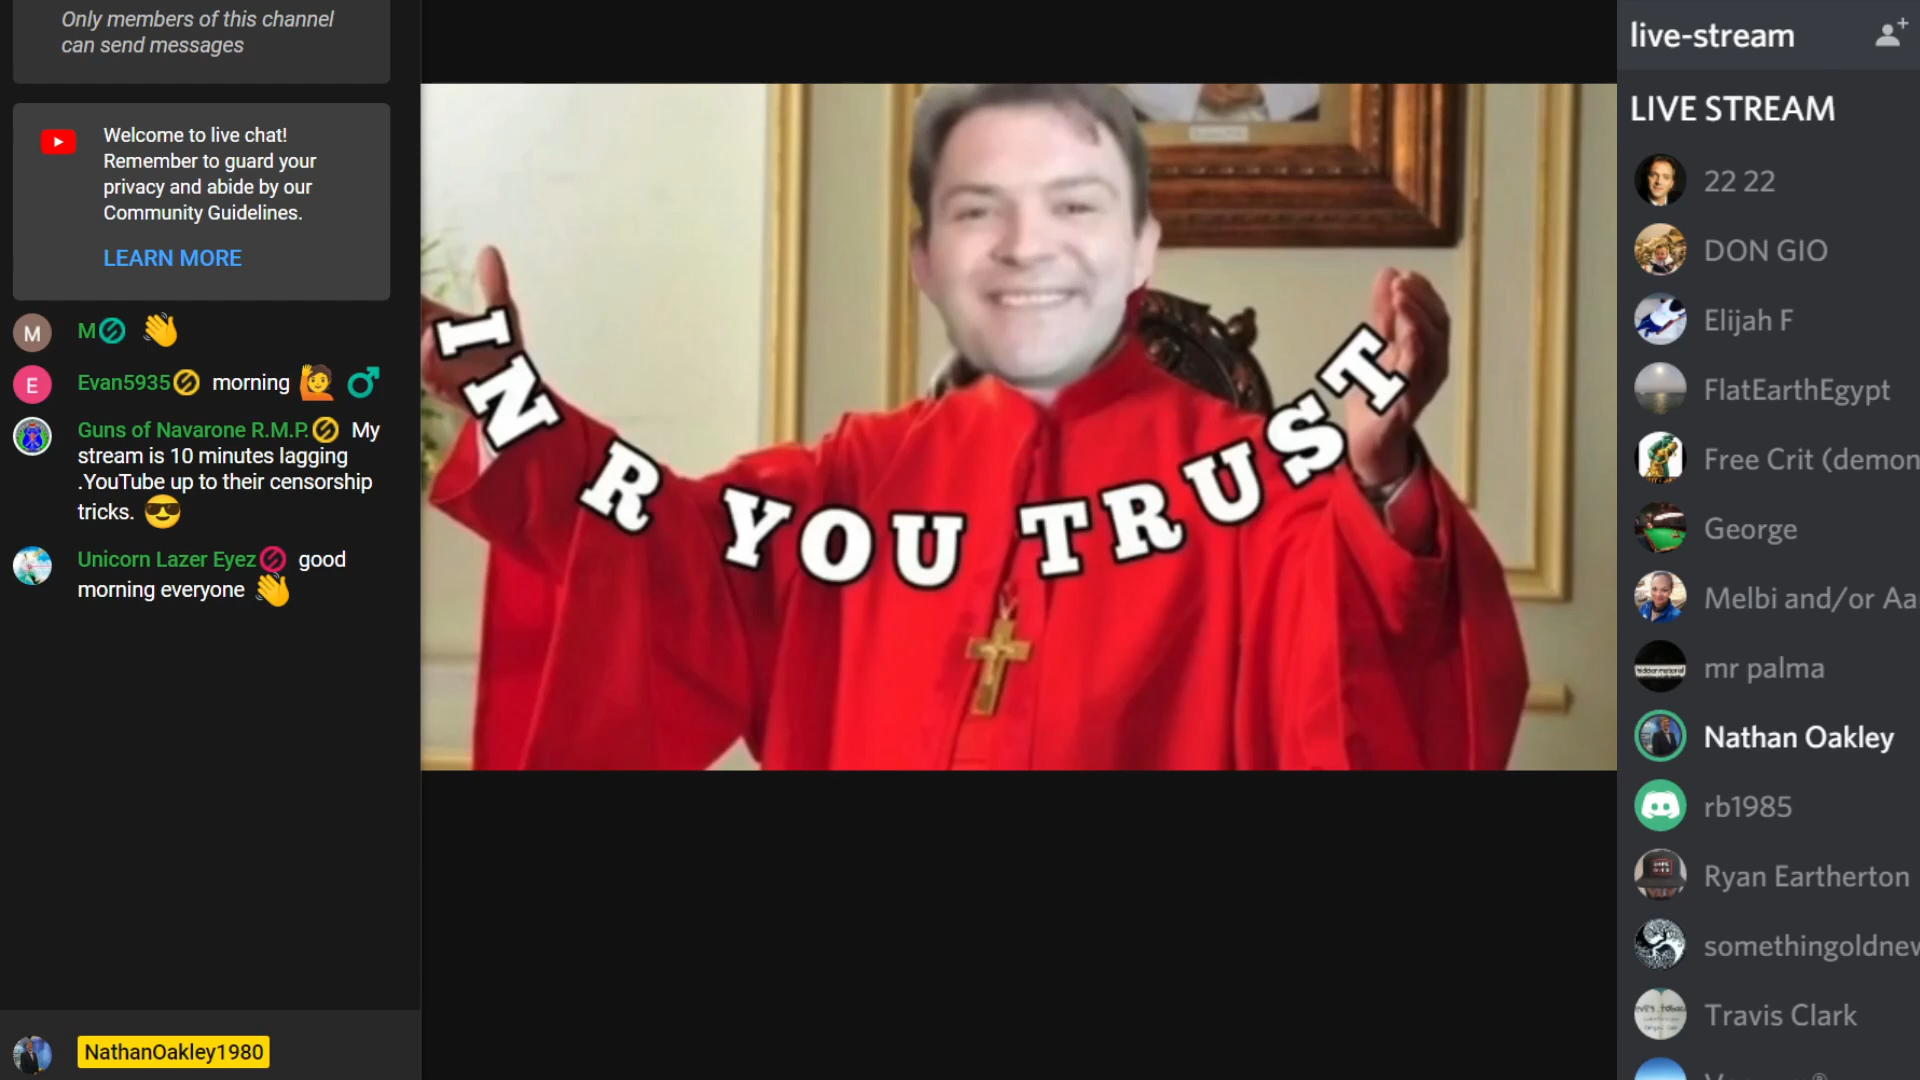 Only members of this channel
can send messages
Welcome to live chat!
Remember to guard your
privacy and abide by our
Community Guidelines.
LEARN MORE
M
M
E
Evan5935 morning
Guns of Navarone R.M.P. My
stream is 10 minutes lagging
.YouTube up to their censorship
tricks.
Unicorn Lazer Eyez good
morning everyone
NathanOakley1980
IN R YOU TRUST
live-stream
LIVE STREAM
22 22
DON GIO
Elijah F
FlatEarthEgypt
Free Crit (demon
George
Melbi and/or Aa
mr palma
Nathan Oakley
rb1985
Ryan Eartherton
somethingoldnew
Travis Clark